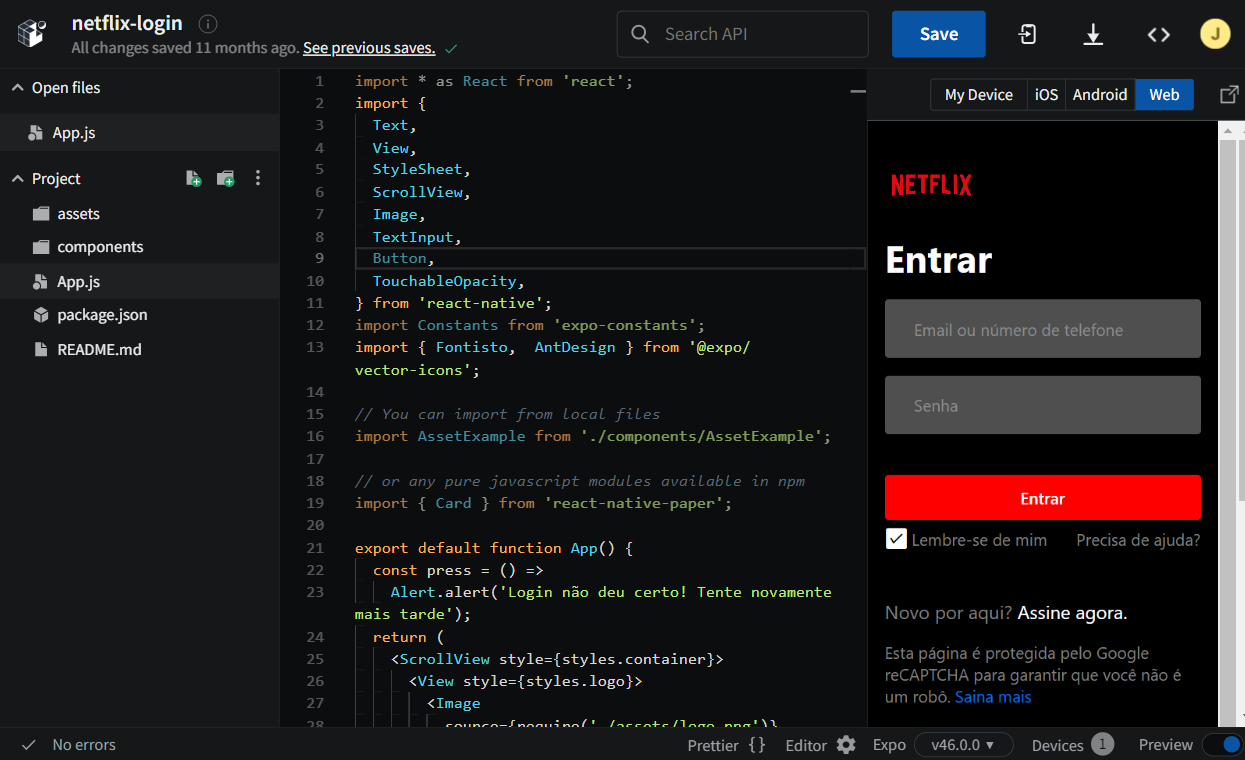 netflix-login
All changes saved 11 months ago. See previous saves.
Search API
Save
J
Open files
App.js
Project
assets
components
App.js
package.json
README.md
1 import * as React from 'react';
2 import {
3 Text,
4 View,
5 StyleSheet,
6 ScrollView,
7 Image,
8 TextInput,
9 Button,
10 TouchableOpacity,
11 } from 'react-native';
12 import Constants from 'expo-constants';
13 import { Fontisto, AntDesign } from '@expo/
vector-icons';
14
15 // You can import from local files
16 import AssetExample from './components/AssetExample';
17
18 // or any pure javascript modules available in npm
19 import { Card } from 'react-native-paper';
20
21 export default function App() {
22 const press = () =>
23 Alert.alert('Login não deu certo! Tente novamente
mais tarde');
24 return (
25 <ScrollView style={styles.container}>
26 <View style={styles.logo}>
27 <Image
28 source={require('./assets/logo.png')}
My Device iOS Android Web
NETFLIX
Entrar
Email ou número de telefone
Senha
Entrar
Lembre-se de mim Precisa de ajuda?
Novo por aqui? Assine agora.
Esta página é protegida pelo Google
reCAPTCHA para garantir que você não é
um robô. Saina mais
No errors
Prettier {} Editor Expo v46.0.0 Devices 1 Preview